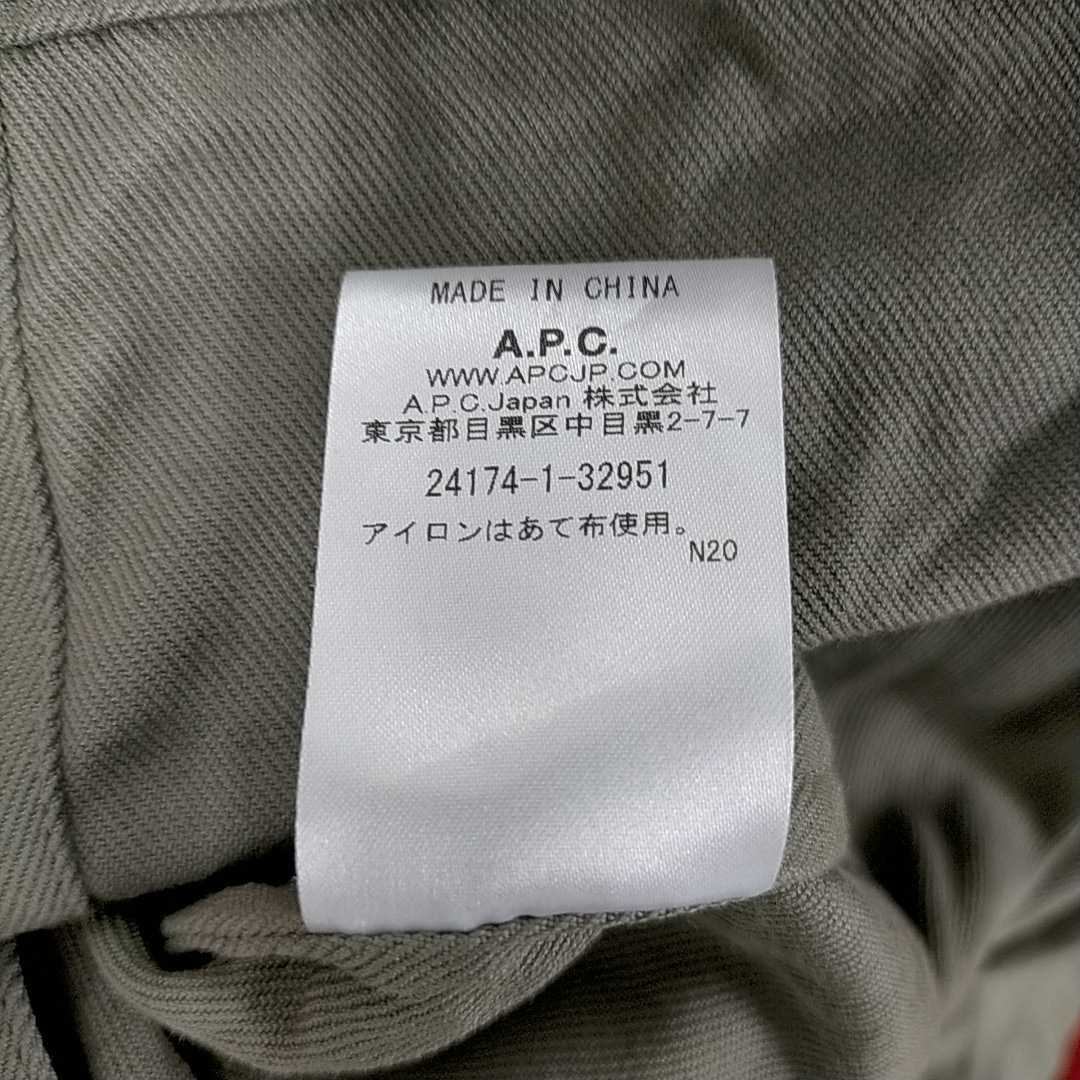 MADE IN CHINA
A.P.C.
WWW.APCJP.COM
A.P.C.Japan 株式会社
東京都目黒区中目黒2-7-7
24174-1-32951
アイロンはあて布使用。
N20